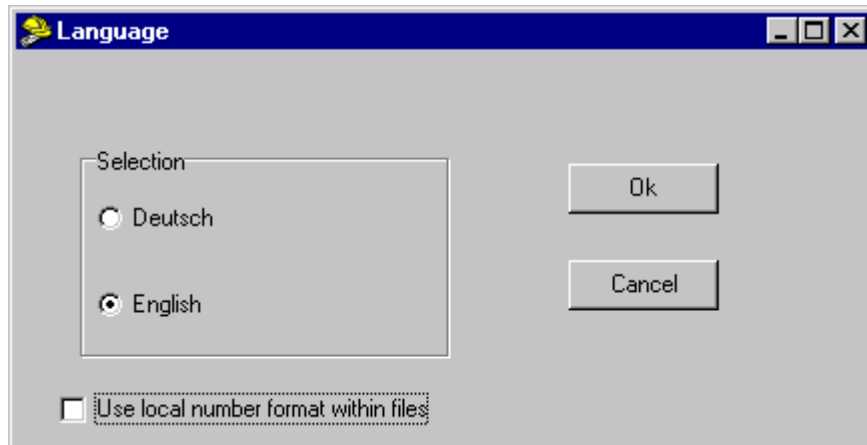 Language
Selection
Deutsch
English
Ok
Cancel
Use local number format within files